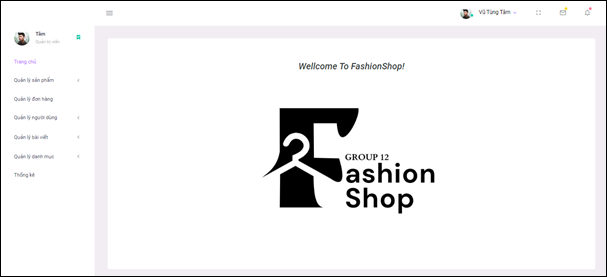 Vũ Tùng Tâm
Tâm
Quản trị viên
Trang chủ
Quản lý sản phẩm
Quản lý đơn hàng
Quản lý người dùng
Quản lý bài viết
Quản lý danh mục
Thống kê
Wellcome To FashionShop!
GROUP 12
Fashion
Shop